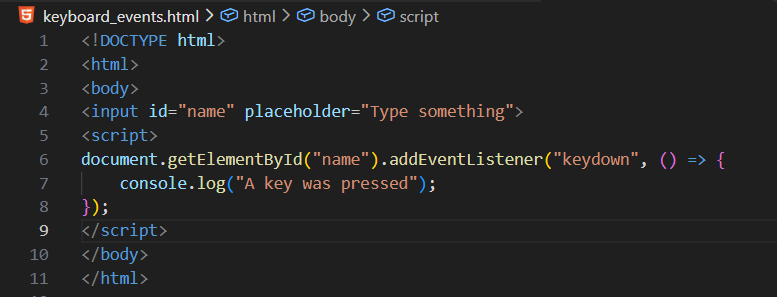 keyboard_events.html > html > body > script
1 <!DOCTYPE html>
2 <html>
3 <body>
4 <input id="name" placeholder="Type something">
5 <script>
6 document.getElementById("name").addEventListener("keydown", () => {
7     console.log("A key was pressed");
8 });
9 </script>
10 </body>
11 </html>